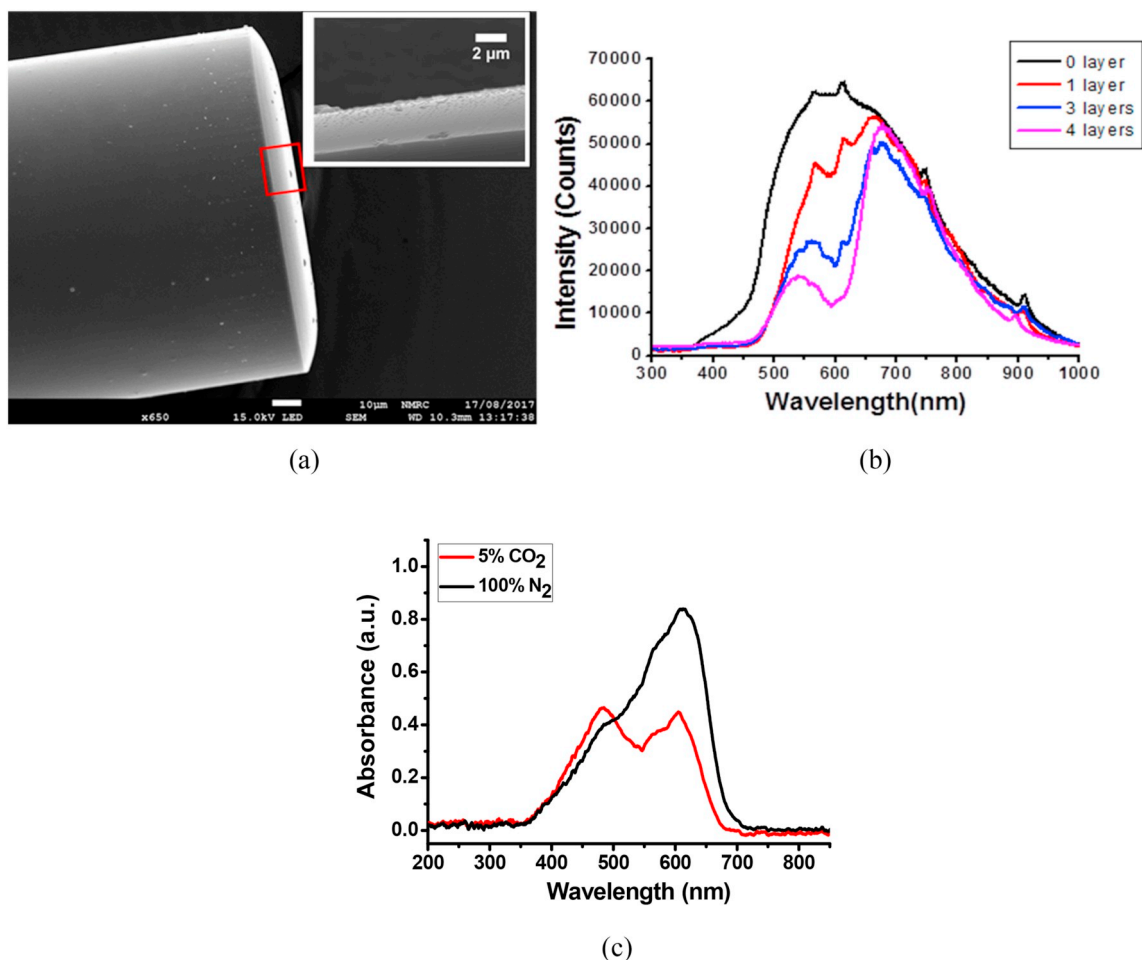 2 µm
x650 15.0kV LED 10µm NMRC 17/08/2017
SEM WD 10.3mm 13:17:38
(a)
70000
60000
50000
40000
30000
20000
10000
0
Intensity (Counts)
300 400 500 600 700 800 900 1000
Wavelength(nm)
0 layer
1 layer
3 layers
4 layers
(b)
5% CO2
100% N2
1.0
0.8
0.6
0.4
0.2
0.0
Absorbance (a.u.)
200 300 400 500 600 700 800
Wavelength (nm)
(c)